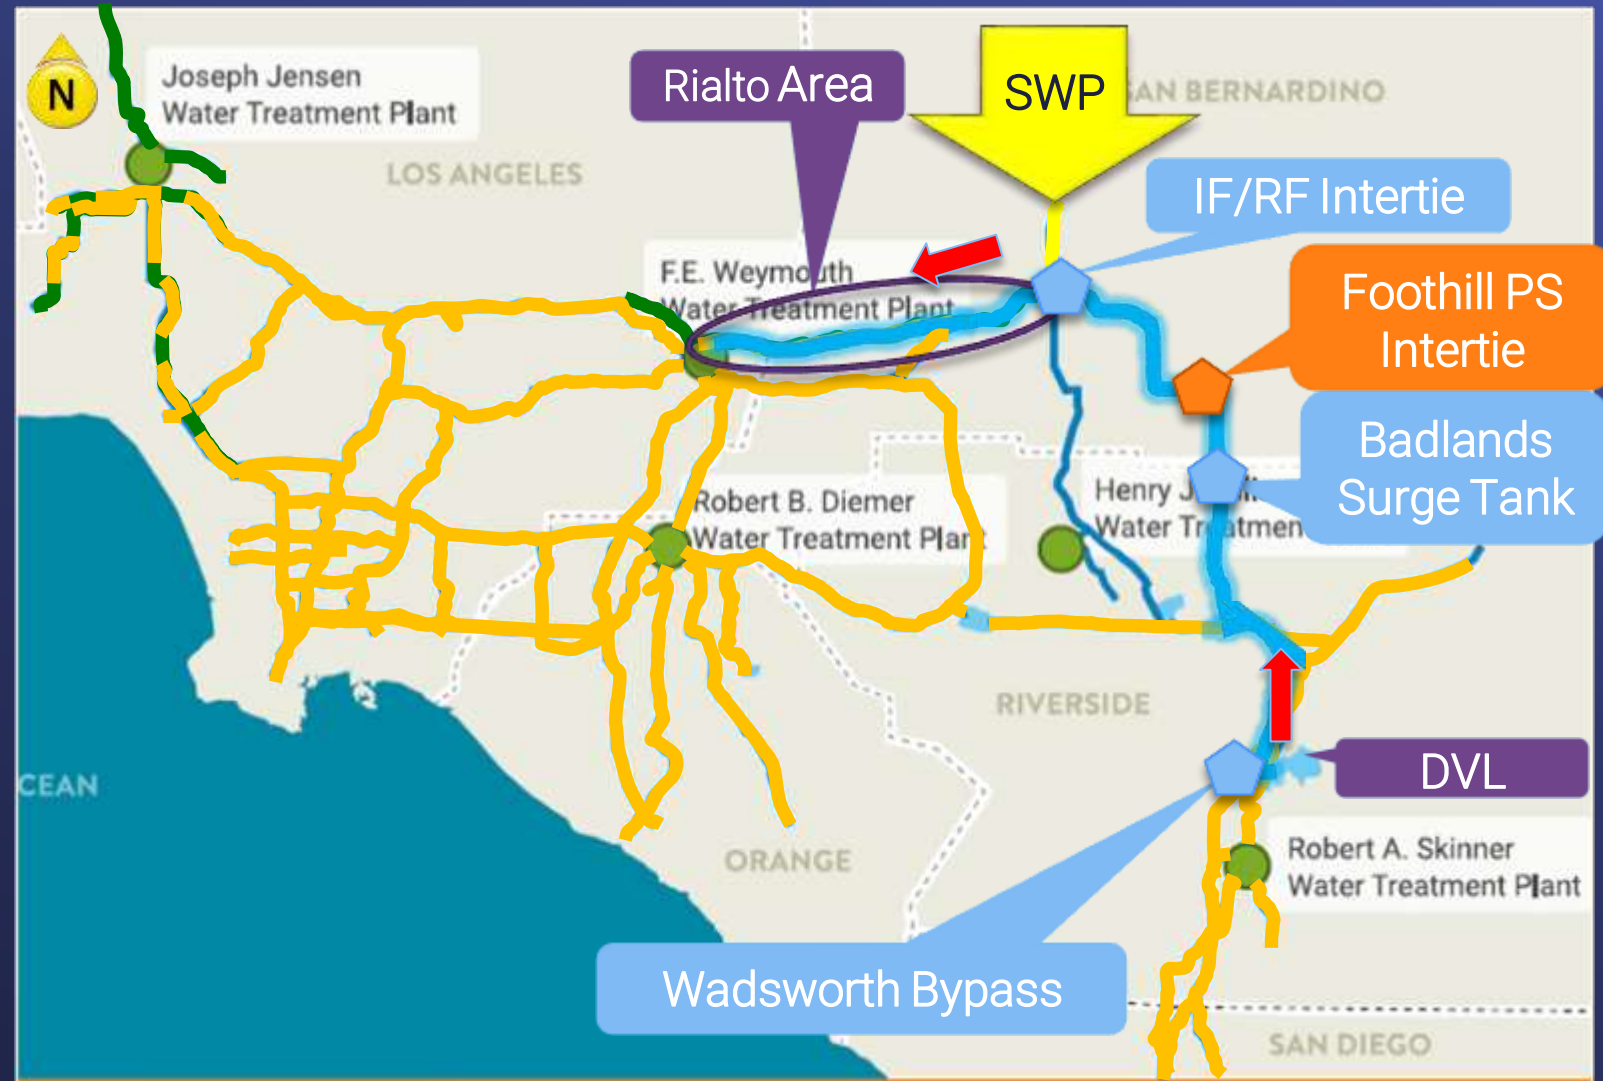 N
Joseph Jensen
Water Treatment Plant
Rialto Area
SWP
SAN BERNARDINO
LOS ANGELES
IF/RF Intertie
F.E. Weymouth
Water Treatment Plant
Foothill PS
Intertie
Badlands
Surge Tank
Robert B. Diemer
Water Treatment Plant
Henry J
Water Treatmen
RIVERSIDE
DVL
CEAN
ORANGE
Robert A. Skinner
Water Treatment Plant
Wadsworth Bypass
SAN DIEGO